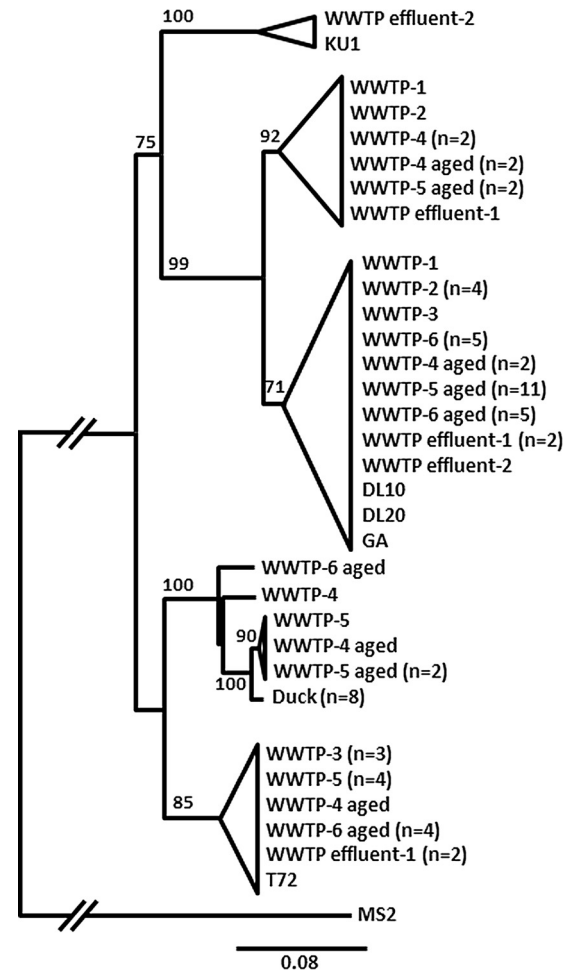 100
WWTP effluent-2
KU1
75
92
WWTP-1
WWTP-2
WWTP-4 (n=2)
WWTP-4 aged (n=2)
WWTP-5 aged (n=2)
WWTP effluent-1
99
71
WWTP-1
WWTP-2 (n=4)
WWTP-3
WWTP-6 (n=5)
WWTP-4 aged (n=2)
WWTP-5 aged (n=11)
WWTP-6 aged (n=5)
WWTP effluent-1 (n=2)
WWTP effluent-2
DL10
DL20
GA
100
WWTP-6 aged
WWTP-4
90
WWTP-5
WWTP-4 aged
WWTP-5 aged (n=2)
100
Duck (n=8)
85
WWTP-3 (n=3)
WWTP-5 (n=4)
WWTP-4 aged
WWTP-6 aged (n=4)
WWTP effluent-1 (n=2)
T72
MS2
0.08